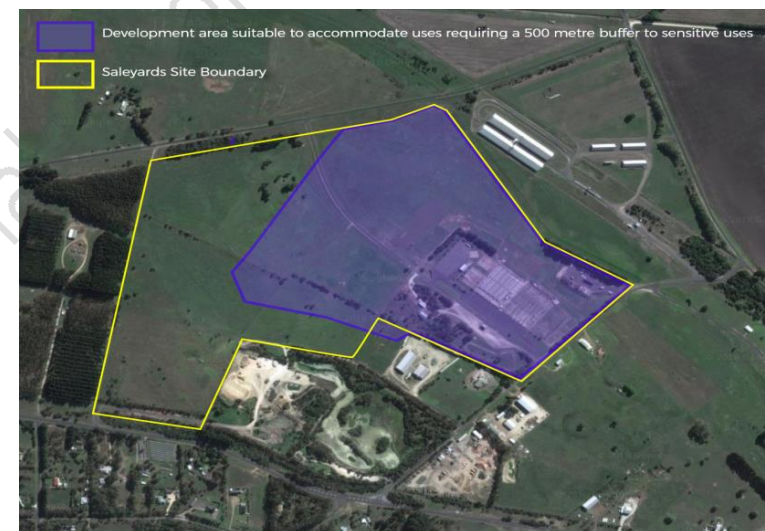 Development area suitable to accommodate uses requiring a 500 metre buffer to sensitive uses
Saleyards Site Boundary